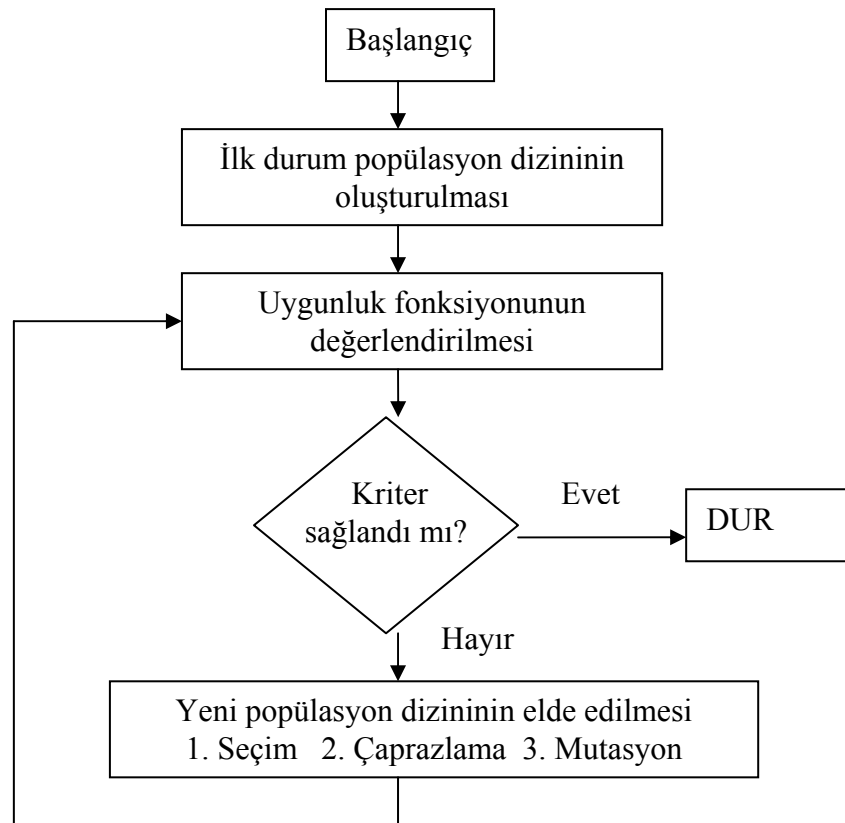 Başlangıç
İlk durum popülasyon dizininin
oluşturulması
Uygunluk fonksiyonunun
değerlendirilmesi
Kriter
sağlandı mı?
Evet
DUR
Hayır
Yeni popülasyon dizininin elde edilmesi
1. Seçim 2. Çaprazlama 3. Mutasyon